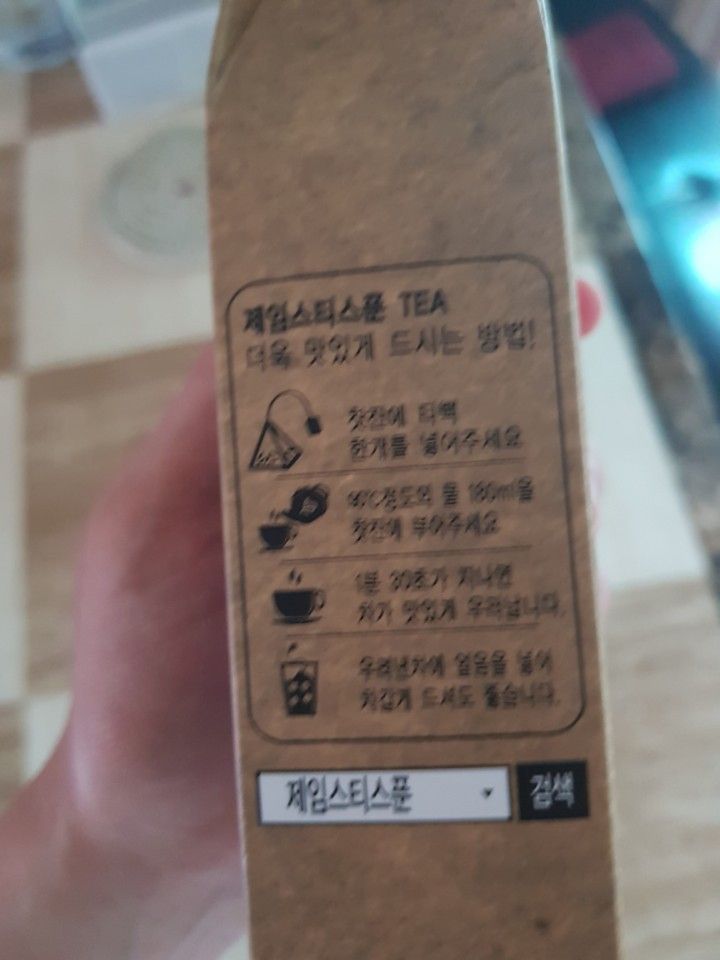 제임스티스푼 TEA
더욱 맛있게 드시는 방법!
찻잔에 티백
한개를 넣어주세요
90℃정도의 물 180ml을
찻잔에 부어주세요
1분 30초가 지나면
차가 맛있게 우러납니다.
우려낸차에 얼음을 넣어
차갑게 드셔도 좋습니다.
제임스티스푼
검색